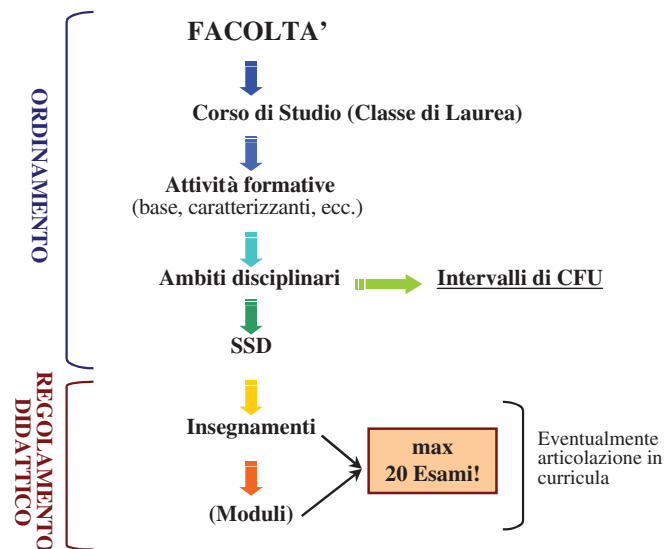 FACOLTA’
ORDINAMENTO
Corso di Studio (Classe di Laurea)
Attività formative
(base, caratterizzanti, ecc.)
Ambiti disciplinari
Intervalli di CFU
SSD
REGOLAMENTO
DIDATTICO
Insegnamenti
max
20 Esami!
Eventualmente
articolazione in
curricula
(Moduli)